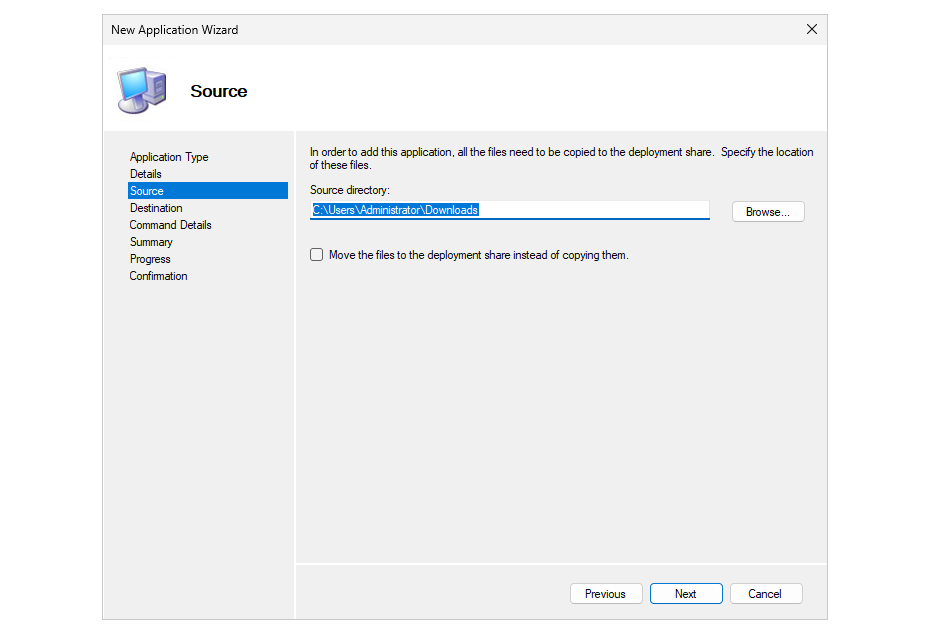 New Application Wizard
Source
Application Type
Details
Source
Destination
Command Details
Summary
Progress
Confirmation
In order to add this application, all the files need to be copied to the deployment share.  Specify the location
of these files.
Source directory:
C:\Users\Administrator\Downloads
Browse...
Move the files to the deployment share instead of copying them.
Previous
Next
Cancel